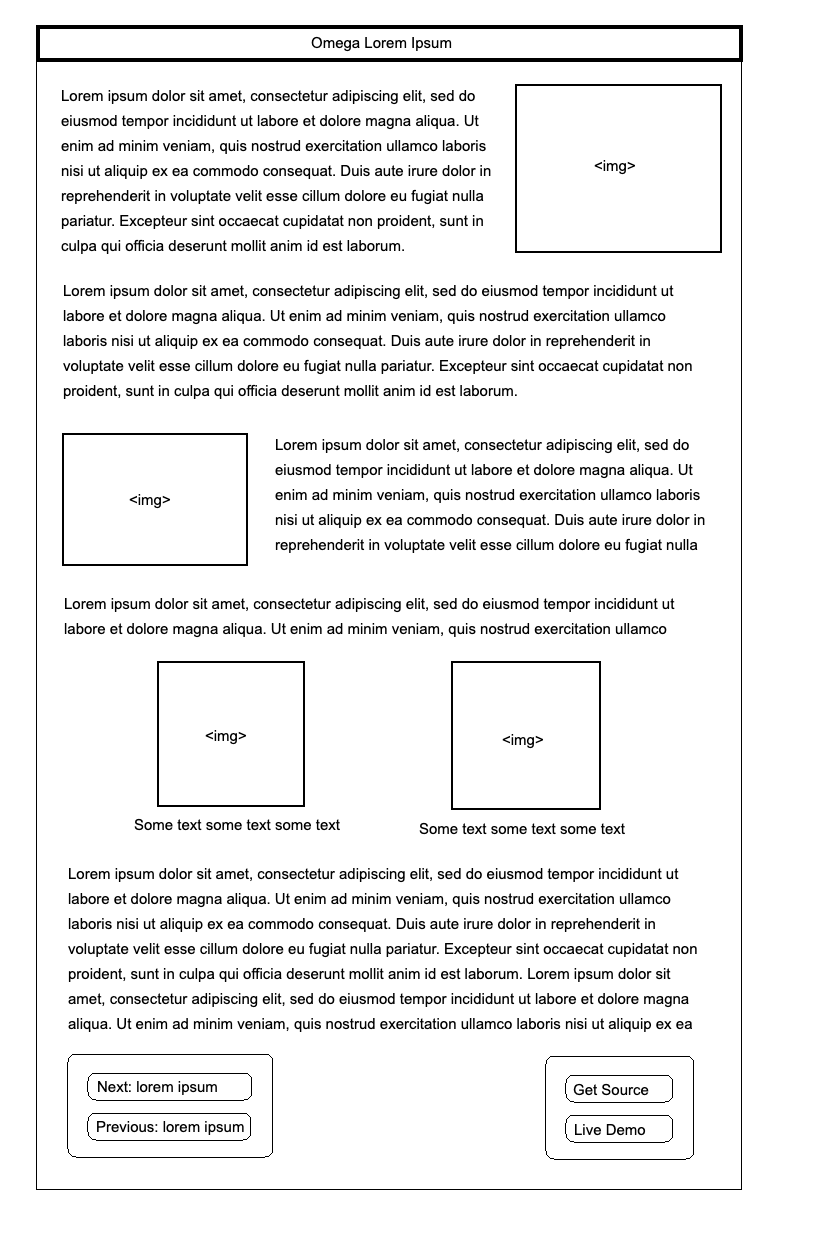 Omega Lorem Ipsum
Lorem ipsum dolor sit amet, consectetur adipiscing elit, sed do
eiusmod tempor incididunt ut labore et dolore magna aliqua. Ut
enim ad minim veniam, quis nostrud exercitation ullamco laboris
nisi ut aliquip ex ea commodo consequat. Duis aute irure dolor in
reprehenderit in voluptate velit esse cillum dolore eu fugiat nulla
pariatur. Excepteur sint occaecat cupidatat non proident, sunt in
culpa qui officia deserunt mollit anim id est laborum.
<img>
Lorem ipsum dolor sit amet, consectetur adipiscing elit, sed do eiusmod tempor incididunt ut
labore et dolore magna aliqua. Ut enim ad minim veniam, quis nostrud exercitation ullamco
laboris nisi ut aliquip ex ea commodo consequat. Duis aute irure dolor in reprehenderit in
voluptate velit esse cillum dolore eu fugiat nulla pariatur. Excepteur sint occaecat cupidatat non
proident, sunt in culpa qui officia deserunt mollit anim id est laborum.
<img>
Lorem ipsum dolor sit amet, consectetur adipiscing elit, sed do
eiusmod tempor incididunt ut labore et dolore magna aliqua. Ut
enim ad minim veniam, quis nostrud exercitation ullamco laboris
nisi ut aliquip ex ea commodo consequat. Duis aute irure dolor in
reprehenderit in voluptate velit esse cillum dolore eu fugiat nulla
Lorem ipsum dolor sit amet, consectetur adipiscing elit, sed do eiusmod tempor incididunt ut
labore et dolore magna aliqua. Ut enim ad minim veniam, quis nostrud exercitation ullamco
<img>
Some text some text some text
<img>
Some text some text some text
Lorem ipsum dolor sit amet, consectetur adipiscing elit, sed do eiusmod tempor incididunt ut
labore et dolore magna aliqua. Ut enim ad minim veniam, quis nostrud exercitation ullamco
laboris nisi ut aliquip ex ea commodo consequat. Duis aute irure dolor in reprehenderit in
voluptate velit esse cillum dolore eu fugiat nulla pariatur. Excepteur sint occaecat cupidatat non
proident, sunt in culpa qui officia deserunt mollit anim id est laborum. Lorem ipsum dolor sit
amet, consectetur adipiscing elit, sed do eiusmod tempor incididunt ut labore et dolore magna
aliqua. Ut enim ad minim veniam, quis nostrud exercitation ullamco laboris nisi ut aliquip ex ea
Next: lorem ipsum
Previous: lorem ipsum
Get Source
Live Demo